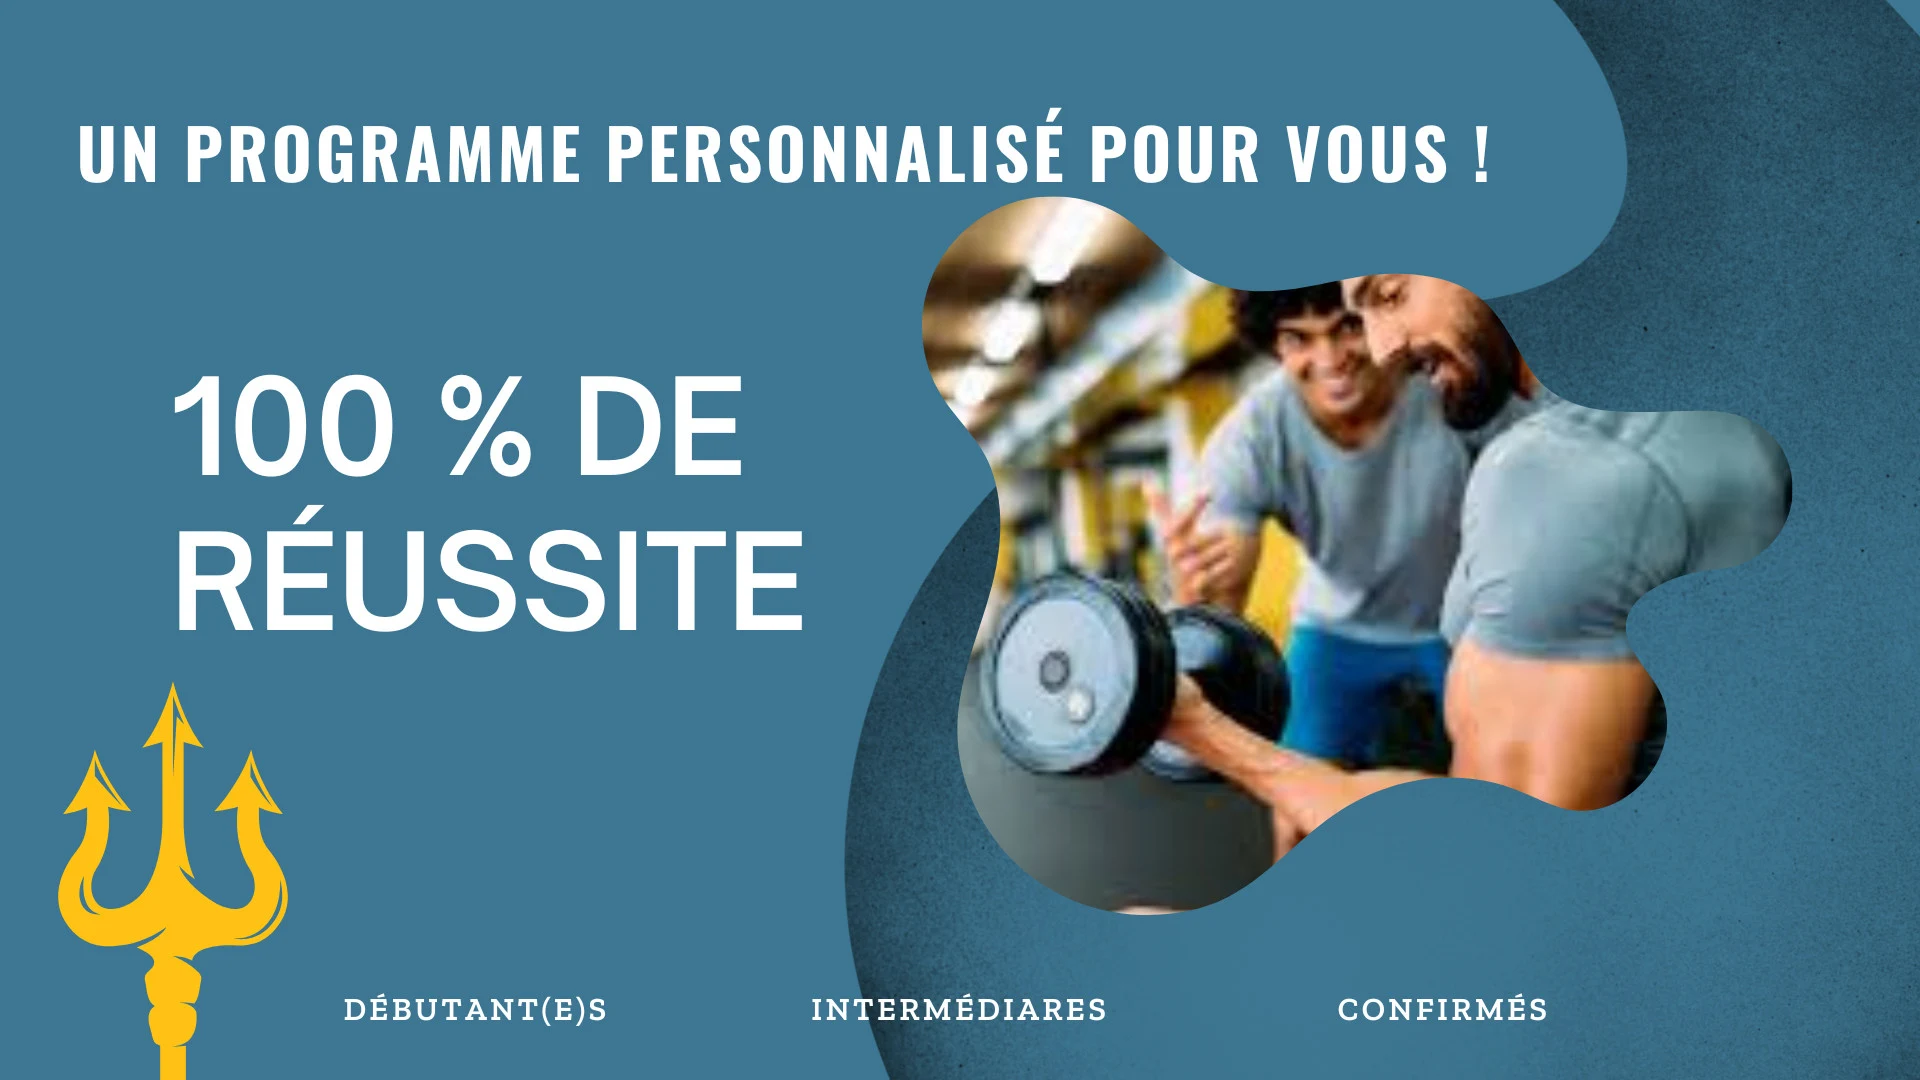 UN PROGRAMME PERSONNALISÉ POUR VOUS !
100 % DE
RÉUSSITE
DÉBUTANT(E)S
INTERMÉDIARES
CONFIRMÉS